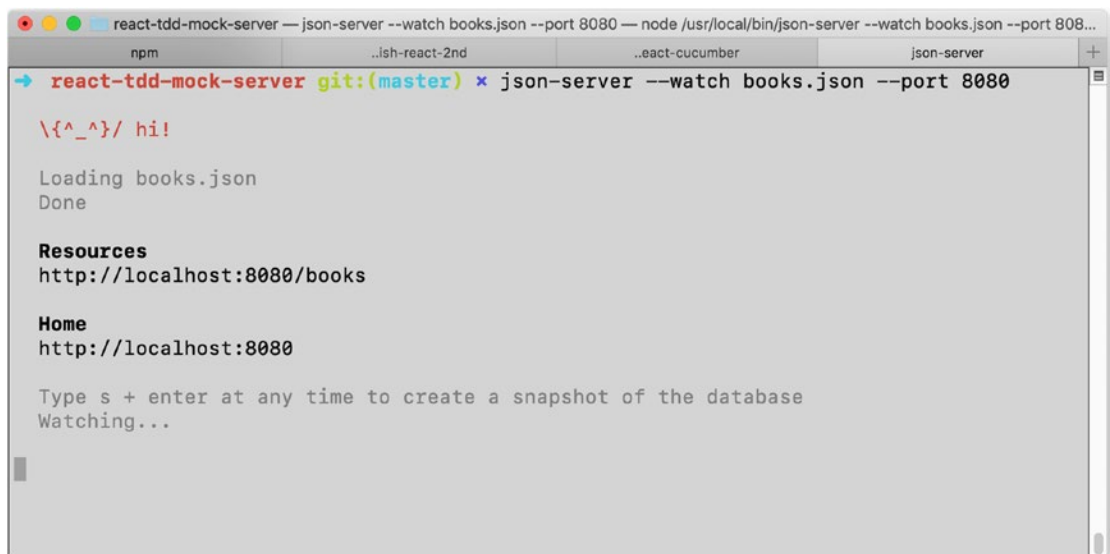 react-tdd-mock-server — json-server --watch books.json --port 8080 — node /usr/local/bin/json-server --watch books.json --port 808...
npm ..ish-react-2nd ..eact-cucumber json-server +
➜ react-tdd-mock-server git:(master) × json-server --watch books.json --port 8080
\{^_^}/ hi!
Loading books.json
Done
Resources
http://localhost:8080/books
Home
http://localhost:8080
Type s + enter at any time to create a snapshot of the database
Watching...